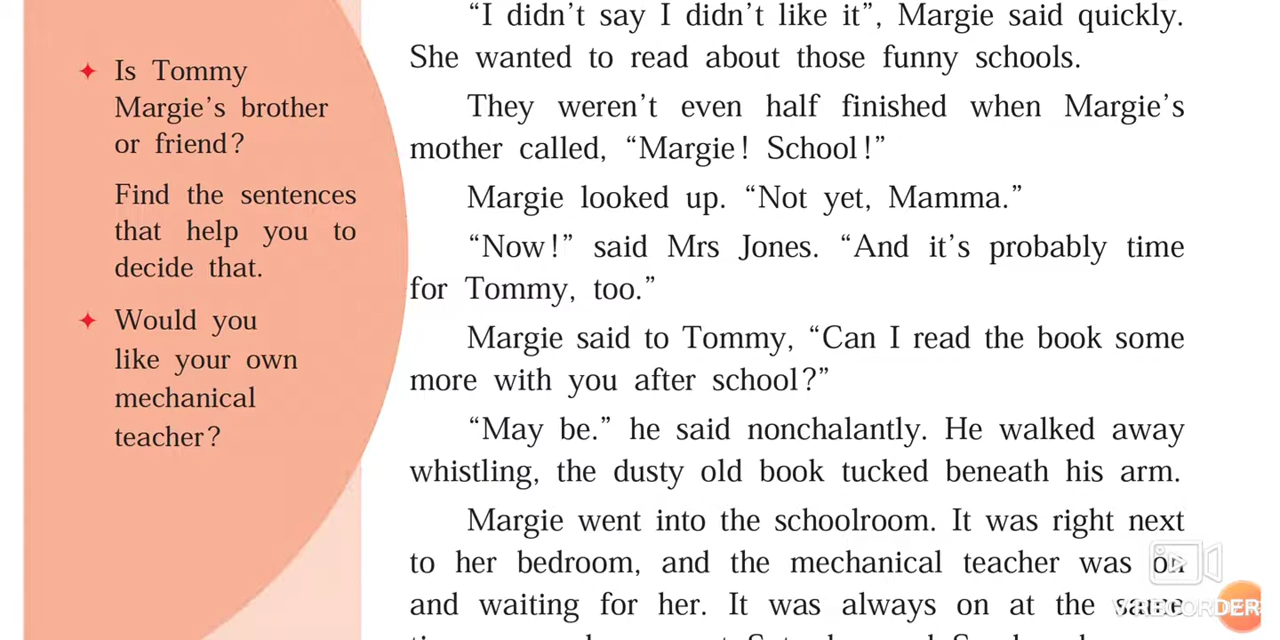 Is Tommy
Margie’s brother
or friend?
Find the sentences
that help you to
decide that.
Would you
like your own
mechanical
teacher?
“I didn’t say I didn’t like it”, Margie said quickly.
She wanted to read about those funny schools.
They weren’t even half finished when Margie’s
mother called, “Margie! School!”
Margie looked up. “Not yet, Mamma.”
“Now!” said Mrs Jones. “And it’s probably time
for Tommy, too.”
Margie said to Tommy, “Can I read the book some
more with you after school?”
“May be.” he said nonchalantly. He walked away
whistling, the dusty old book tucked beneath his arm.
Margie went into the schoolroom. It was right next
to her bedroom, and the mechanical teacher was on
and waiting for her. It was always on at the same
VRECORDER